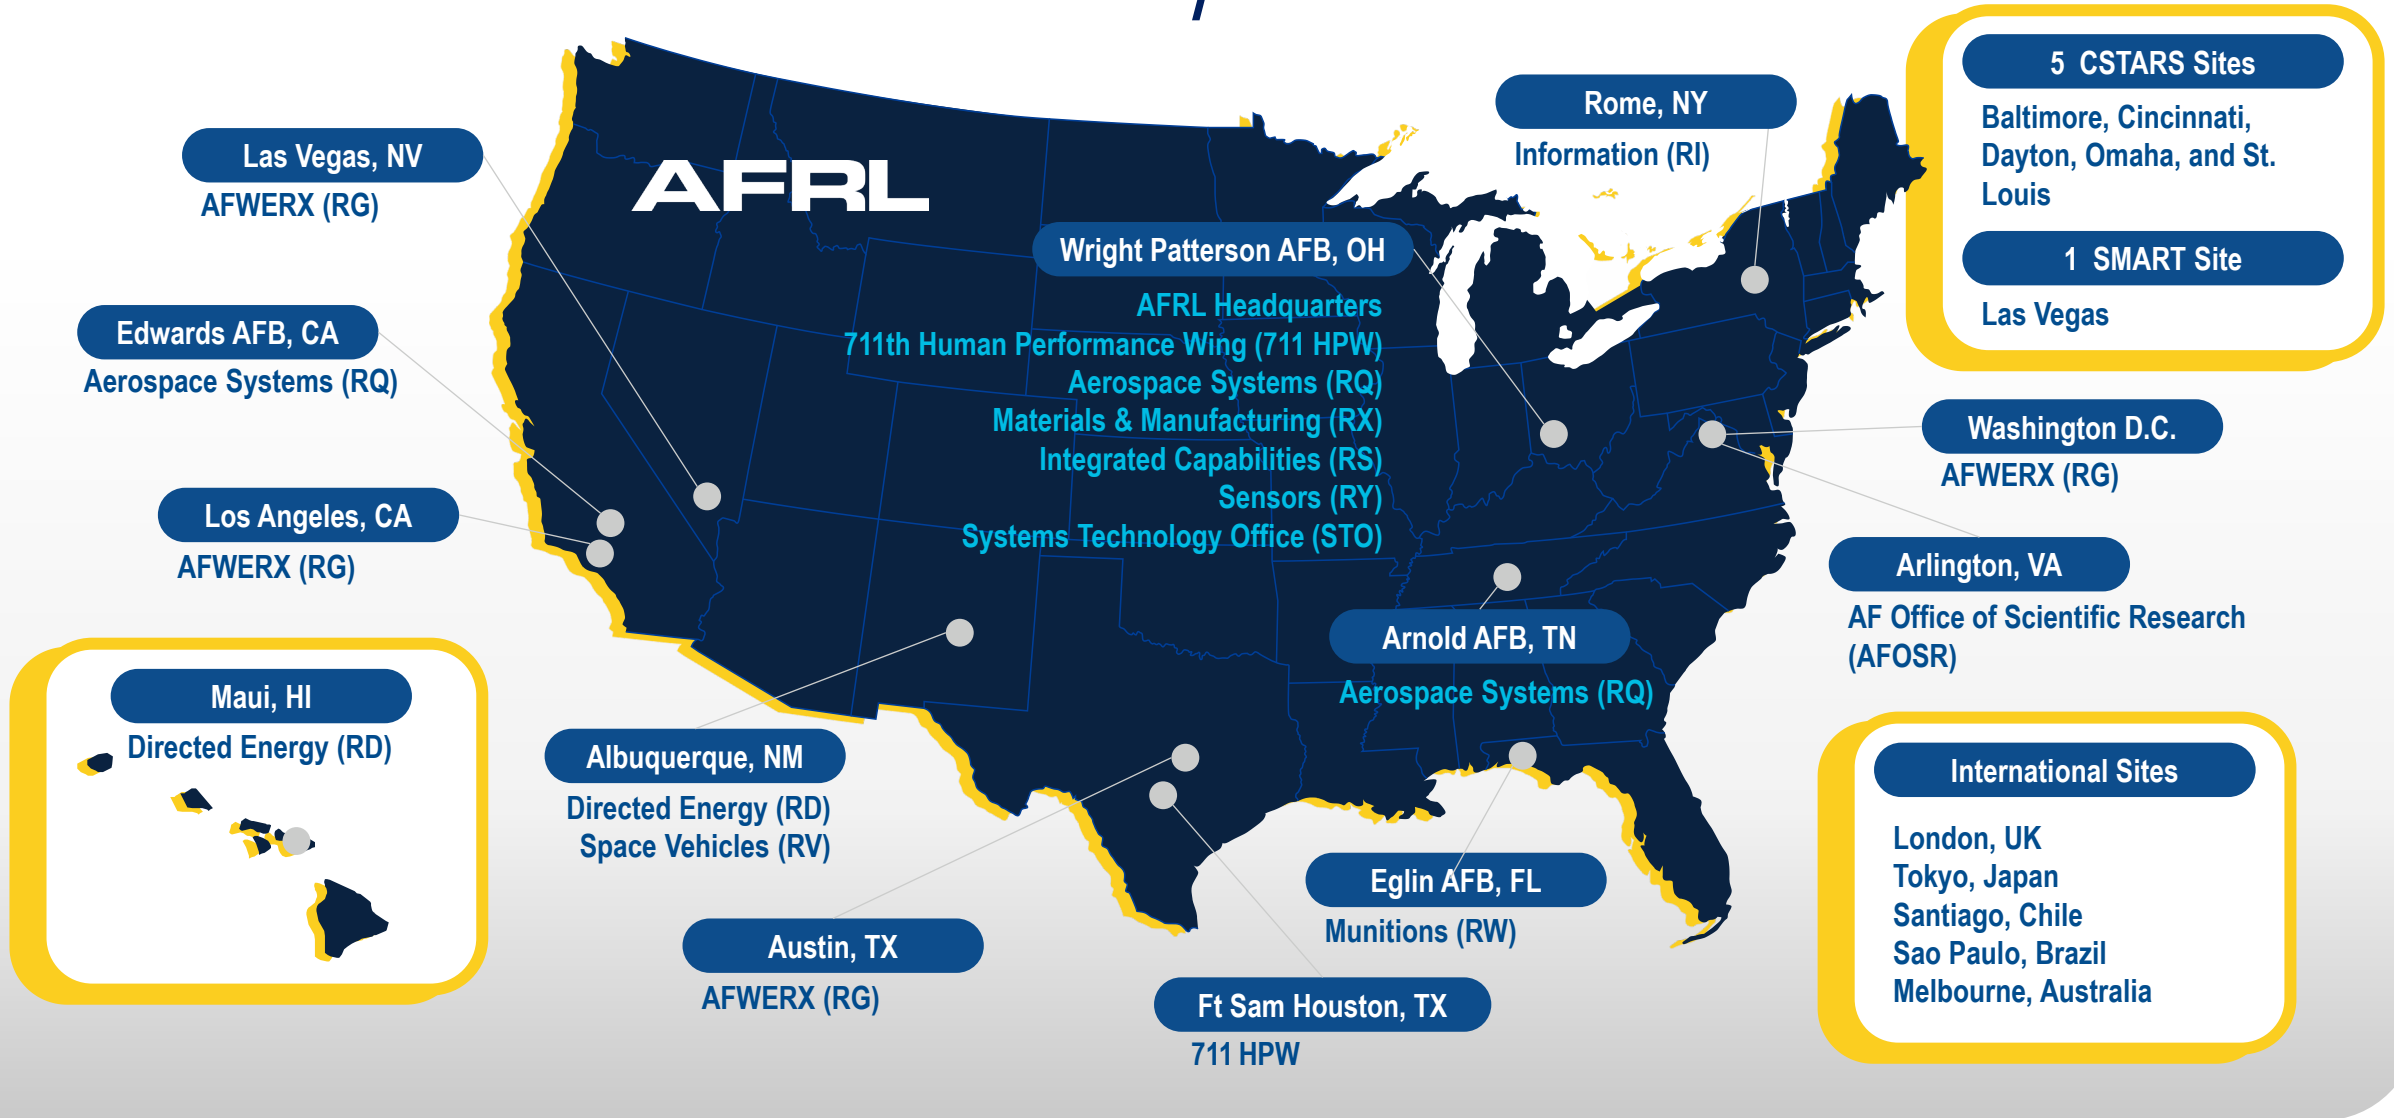 AFRL
Las Vegas, NV
AFWERX (RG)
Edwards AFB, CA
Aerospace Systems (RQ)
Los Angeles, CA
AFWERX (RG)
Maui, HI
Directed Energy (RD)
Albuquerque, NM
Directed Energy (RD)
Space Vehicles (RV)
Austin, TX
AFWERX (RG)
Ft Sam Houston, TX
711 HPW
Eglin AFB, FL
Munitions (RW)
Arnold AFB, TN
Aerospace Systems (RQ)
Wright Patterson AFB, OH
AFRL Headquarters
711th Human Performance Wing (711 HPW)
Aerospace Systems (RQ)
Materials & Manufacturing (RX)
Integrated Capabilities (RS)
Sensors (RY)
Systems Technology Office (STO)
Rome, NY
Information (RI)
5 CSTARS Sites
Baltimore, Cincinnati,
Dayton, Omaha, and St.
Louis
1 SMART Site
Las Vegas
Washington D.C.
AFWERX (RG)
Arlington, VA
AF Office of Scientific Research
(AFOSR)
International Sites
London, UK
Tokyo, Japan
Santiago, Chile
Sao Paulo, Brazil
Melbourne, Australia